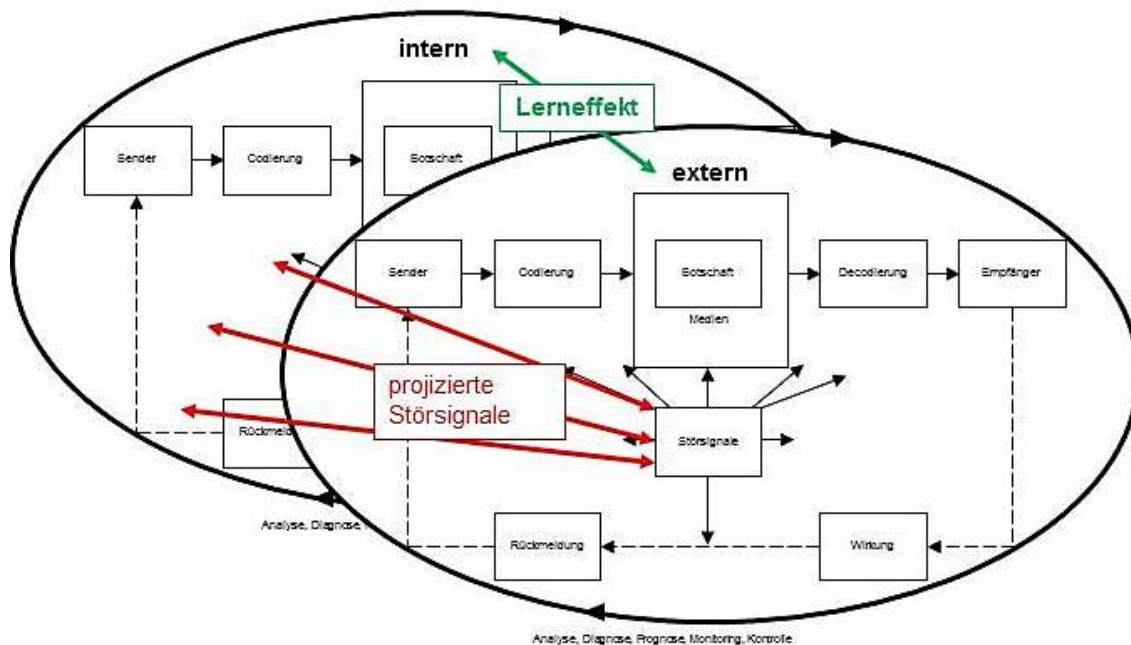 intern
Lerneffekt
Sender
Codierung
Botschaft
extern
Sender
Codierung
Botschaft
Decodierung
Empfänger
Medien
projizierte
Störsignale
Störsignale
Rückmeldu
Analyse, Diagnose,
Rückmeldung
Wirkung
Analyse, Diagnose, Prognose, Monitoring, Kontrolle